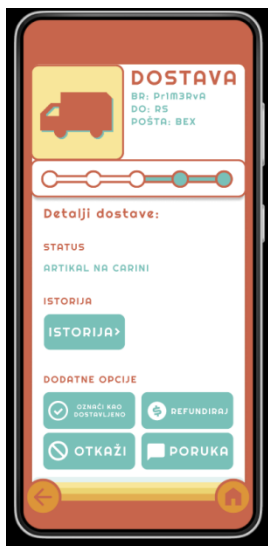 DOSTAVA
BR: Pr1M3RvA
DO: RS
POŠTA: BEX
Detalji dostave:
STATUS
ARTIKAL NA CARINI
ISTORIJA
ISTORIJA>
DODATNE OPCIJE
OZNAČI KAO
DOSTAVLJENO
REFUNDIRAJ
OTKAŽI
PORUKA